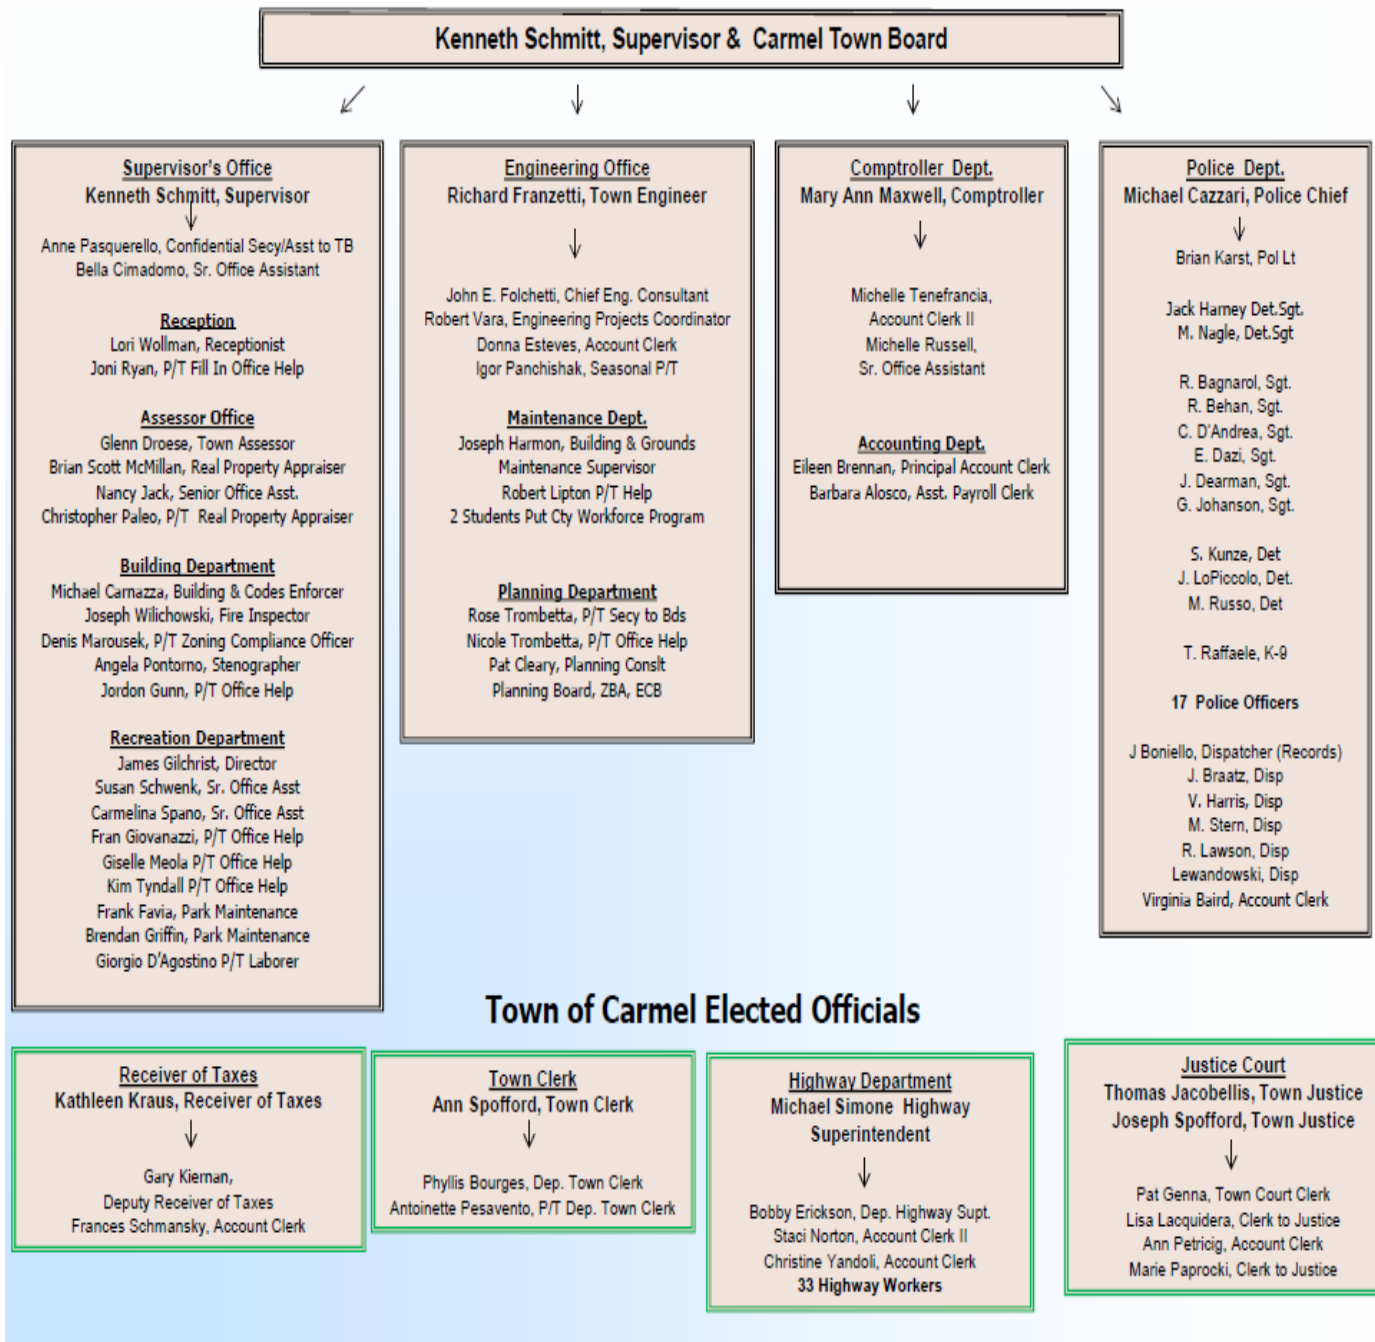 Kenneth Schmitt, Supervisor & Carmel Town Board
Supervisor's Office
Kenneth Schmitt, Supervisor
Anne Pasquerello, Confidential Secy/Asst to TB
Bella Cimadomo, Sr. Office Assistant
Reception
Lori Wollman, Receptionist
Joni Ryan, P/T Fill In Office Help
Assessor Office
Glenn Droese, Town Assessor
Brian Scott McMillan, Real Property Appraiser
Nancy Jack, Senior Office Asst.
Christopher Paleo, P/T Real Property Appraiser
Building Department
Michael Carnazza, Building & Codes Enforcer
Joseph Wilichowski, Fire Inspector
Denis Marousek, P/T Zoning Compliance Officer
Angela Pontorno, Stenographer
Jordon Gunn, P/T Office Help
Recreation Department
James Gilchrist, Director
Susan Schwenk, Sr. Office Asst
Carmelina Spano, Sr. Office Asst
Fran Giovanazzi, P/T Office Help
Giselle Meola P/T Office Help
Kim Tyndall P/T Office Help
Frank Favia, Park Maintenance
Brendan Griffin, Park Maintenance
Giorgio D'Agostino P/T Laborer
Engineering Office
Richard Franzetti, Town Engineer
John E. Folchetti, Chief Eng. Consultant
Robert Vara, Engineering Projects Coordinator
Donna Esteves, Account Clerk
Igor Panchishak, Seasonal P/T
Maintenance Dept.
Joseph Harmon, Building & Grounds
Maintenance Supervisor
Robert Lipton P/T Help
2 Students Put Cty Workforce Program
Planning Department
Rose Trombetta, P/T Secy to Bds
Nicole Trombetta, P/T Office Help
Pat Cleary, Planning Conslt
Planning Board, ZBA, ECB
Comptroller Dept.
Mary Ann Maxwell, Comptroller
Michelle Tenefrancia,
Account Clerk II
Michelle Russell,
Sr. Office Assistant
Accounting Dept.
Eileen Brennan, Principal Account Clerk
Barbara Alosco, Asst. Payroll Clerk
Police Dept.
Michael Cazzari, Police Chief
Brian Karst, Pol Lt
Jack Harney Det.Sgt.
M. Nagle, Det.Sgt
R. Bagnarol, Sgt.
R. Behan, Sgt.
C. D'Andrea, Sgt.
E. Dazi, Sgt.
J. Dearman, Sgt.
G. Johanson, Sgt.
S. Kunze, Det
J. LoPiccolo, Det.
M. Russo, Det
T. Raffaele, K-9
17 Police Officers
J Boniello, Dispatcher (Records)
J. Braatz, Disp
V. Harris, Disp
M. Stern, Disp
R. Lawson, Disp
Lewandowski, Disp
Virginia Baird, Account Clerk
Town of Carmel Elected Officials
Receiver of Taxes
Kathleen Kraus, Receiver of Taxes
Gary Kiernan,
Deputy Receiver of Taxes
Frances Schmansky, Account Clerk
Town Clerk
Ann Spofford, Town Clerk
Phyllis Bourges, Dep. Town Clerk
Antoinette Pesavento, P/T Dep. Town Clerk
Highway Department
Michael Simone Highway
Superintendent
Bobby Erickson, Dep. Highway Supt.
Staci Norton, Account Clerk II
Christine Yandoli, Account Clerk
33 Highway Workers
Justice Court
Thomas Jacobellis, Town Justice
Joseph Spofford, Town Justice
Pat Genna, Town Court Clerk
Lisa Lacquidera, Clerk to Justice
Ann Petricig, Account Clerk
Marie Paprocki, Clerk to Justice